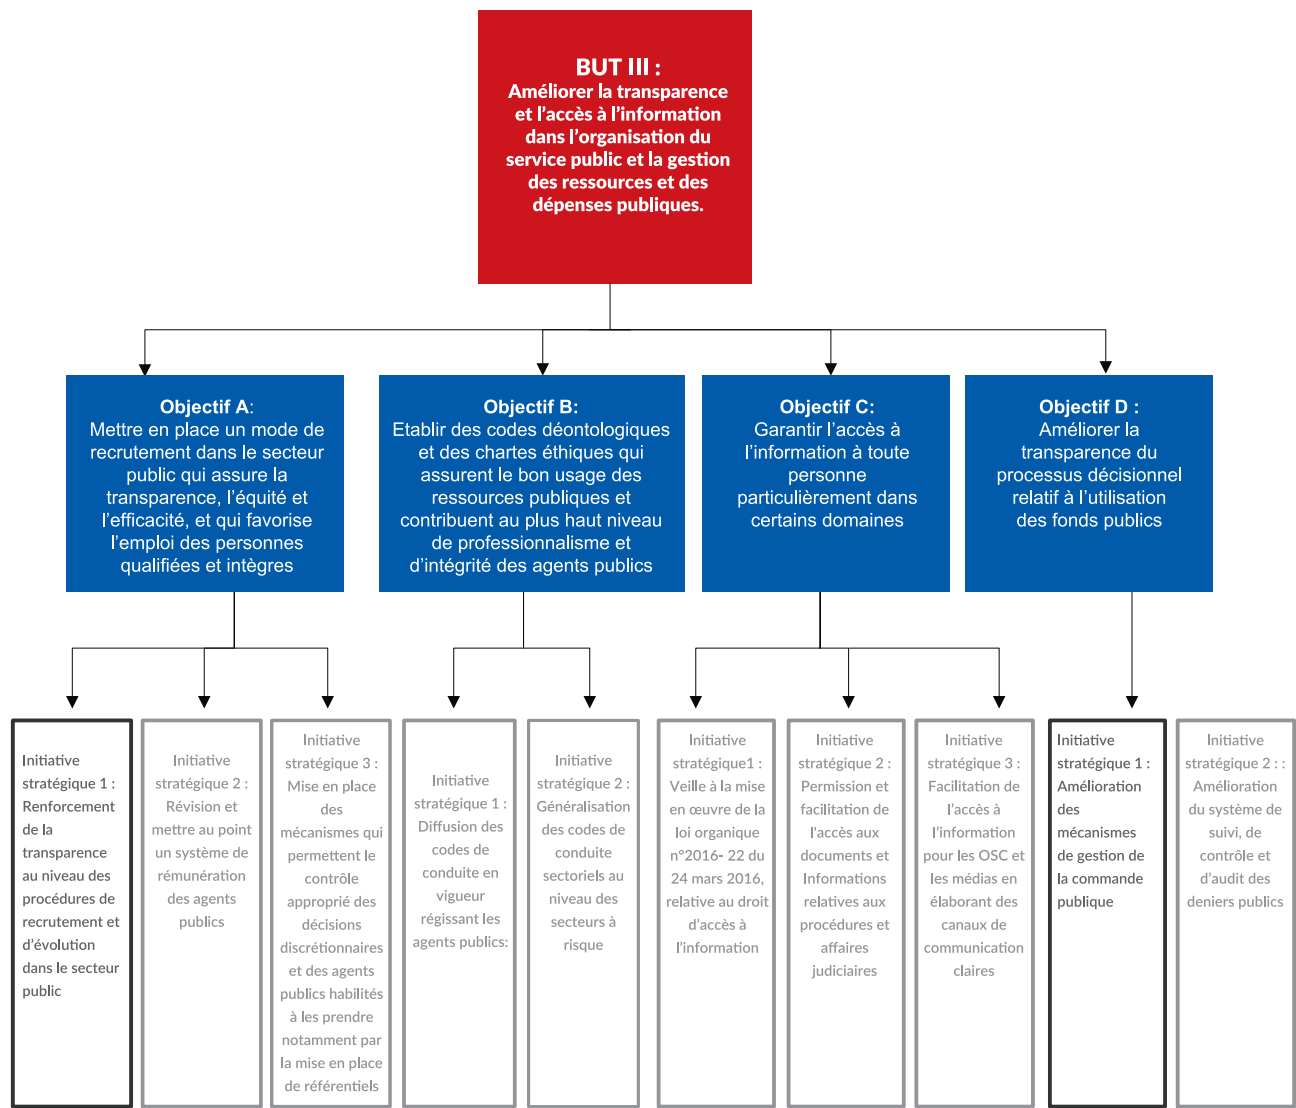 BUT III :
Améliorer la transparence
et l'accès à l'information
dans l'organisation du
service public et la gestion
des ressources et des
dépenses publiques.
Objectif A:
Mettre en place un mode de
recrutement dans le secteur
public qui assure la
transparence, l'équité et
l'efficacité, et qui favorise
l'emploi des personnes
qualifiées et intègres
Objectif B:
Etablir des codes déontologiques
et des chartes éthiques qui
assurent le bon usage des
ressources publiques et
contribuent au plus haut niveau
de professionnalisme et
d'intégrité des agents publics
Objectif C:
Garantir l'accès à
l'information à toute
personne
particulièrement dans
certains domaines
Objectif D :
Améliorer la
transparence du
processus décisionnel
relatif à l'utilisation
des fonds publics
Initiative
stratégique 1 :
Renforcement
de la
transparence
au niveau des
procédures de
recrutement et
d'évolution
dans le secteur
public
Initiative
stratégique 2 :
Révision et
mettre au point
un système de
rémunération
des agents
publics
Initiative
stratégique 3 :
Mise en place
des
mécanismes qui
permettent le
contrôle
approprié des
décisions
discrétionnaires
et des agents
publics habilités
à les prendre
notamment par
la mise en place
de référentiels
Initiative
stratégique 1 :
Diffusion des
codes de
conduite en
vigueur
régissant les
agents publics:
Initiative
stratégique 2 :
Généralisation
des codes de
conduite
sectoriels au
niveau des
secteurs à
risque
Initiative
stratégique1 :
Veille à la mise
en œuvre de la
loi organique
n°2016- 22 du
24 mars 2016,
relative au droit
d'accès à
l'information
Initiative
stratégique 2 :
Permission et
facilitation de
l'accès aux
documents et
Informations
relatives aux
procédures et
affaires
judiciaires
Initiative
stratégique 3 :
Facilitation de
l'accès à
l'information
pour les OSC et
les médias en
élaborant des
canaux de
communication
claires
Initiative
stratégique 1 :
Amélioration
des
mécanismes
de gestion de
la commande
publique
Initiative
stratégique 2 : :
Amélioration
du système de
suivi, de
contrôle et
d'audit des
deniers publics